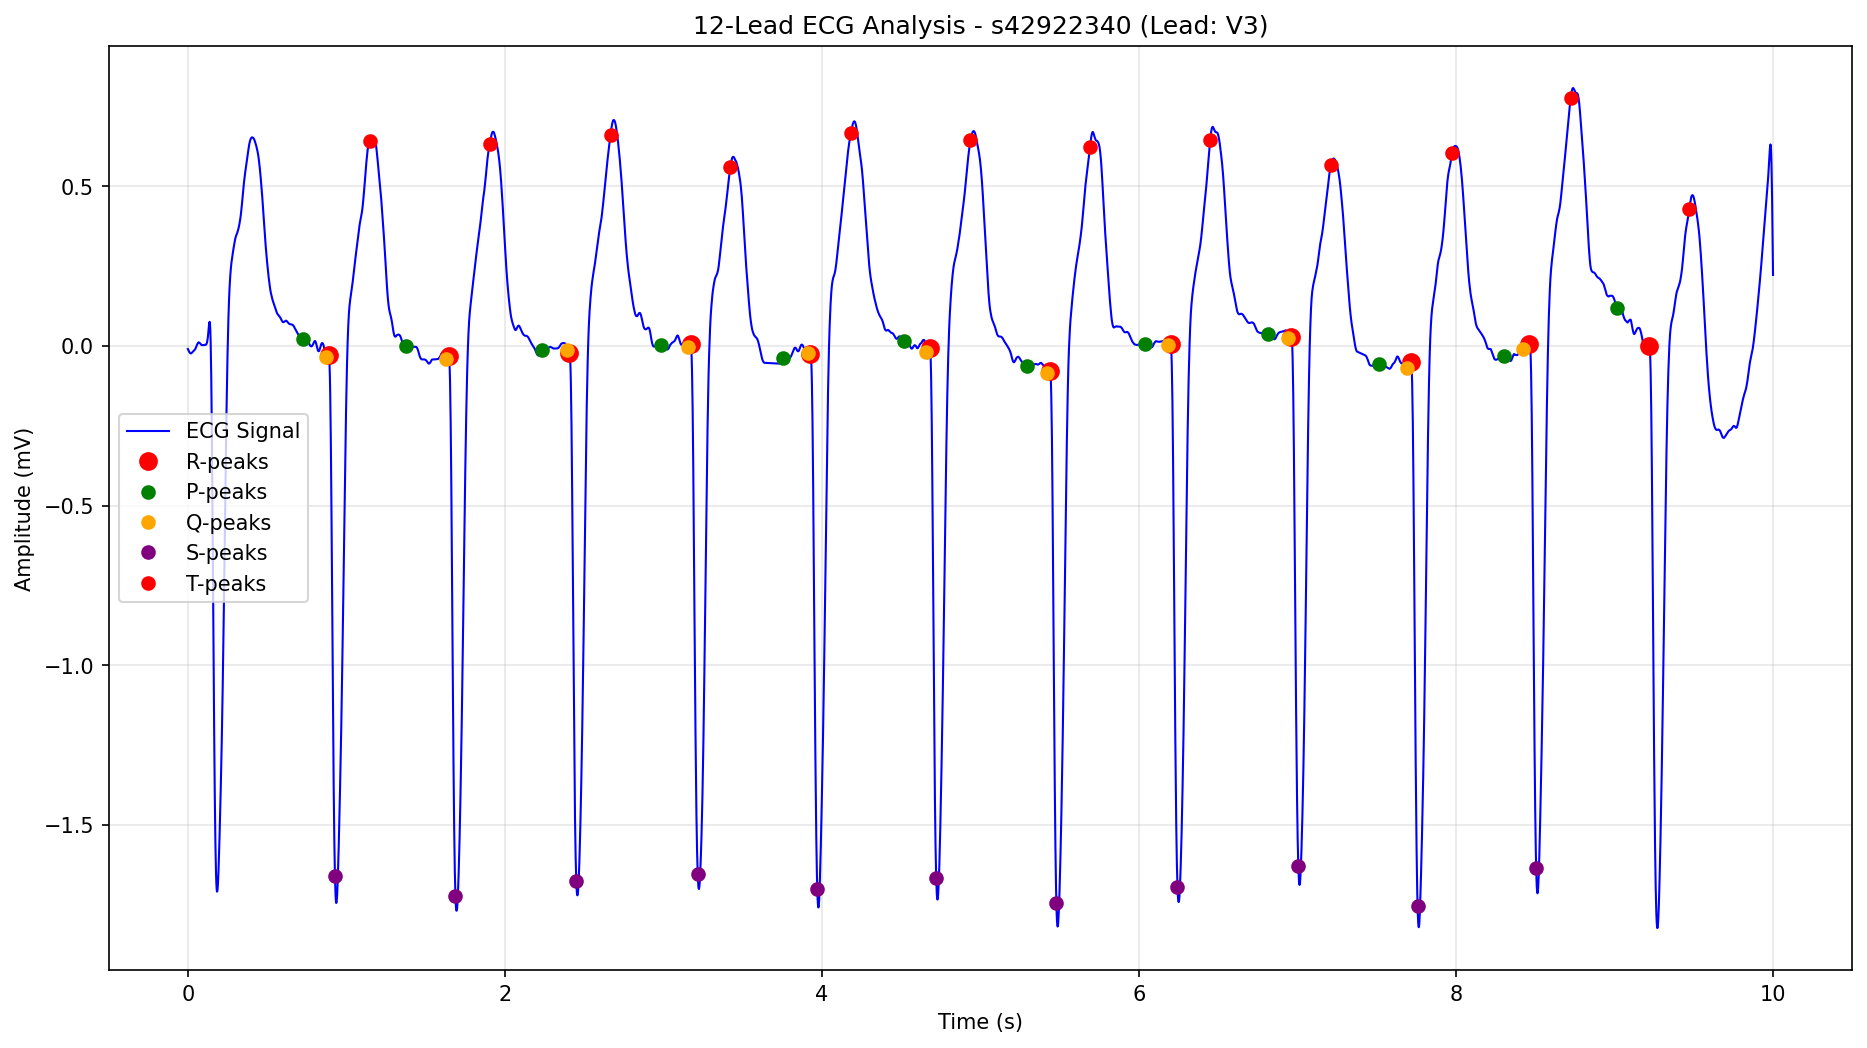 12-Lead ECG Analysis - s42922340 (Lead: V3)
Amplitude (mV)
0.5
0.0
−0.5
−1.0
−1.5
ECG Signal
R-peaks
P-peaks
Q-peaks
S-peaks
T-peaks
0 2 4 6 8 10
Time (s)